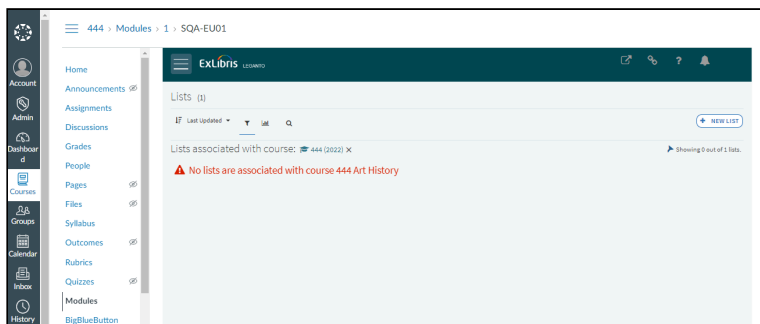 444 > Modules > 1 > SQA-EU01
Account
Admin
Dashboar
d
Courses
Groups
Calendar
Inbox
History
Home
Announcements
Assignments
Discussions
Grades
People
Pages
Files
Syllabus
Outcomes
Rubrics
Quizzes
Modules
BigBlueButton
ExLibris LEGANTO
?
Lists (1)
Last Updated
+ NEW LIST
Lists associated with course: 444 (2022) ×
Showing 0 out of 1 lists.
No lists are associated with course 444 Art History